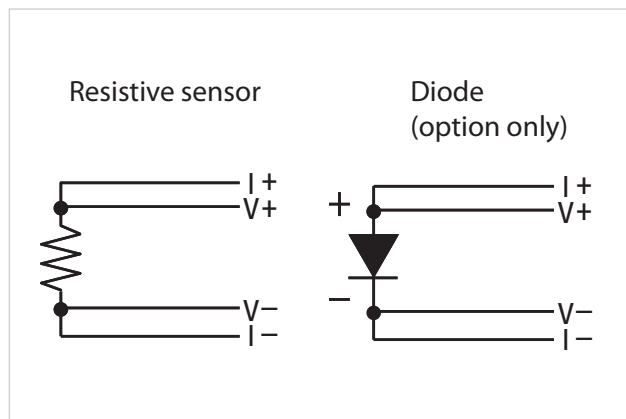 Resistive sensor
Diode
(option only)
I+
V+
V−
I−
+
−
I+
V+
V−
I−